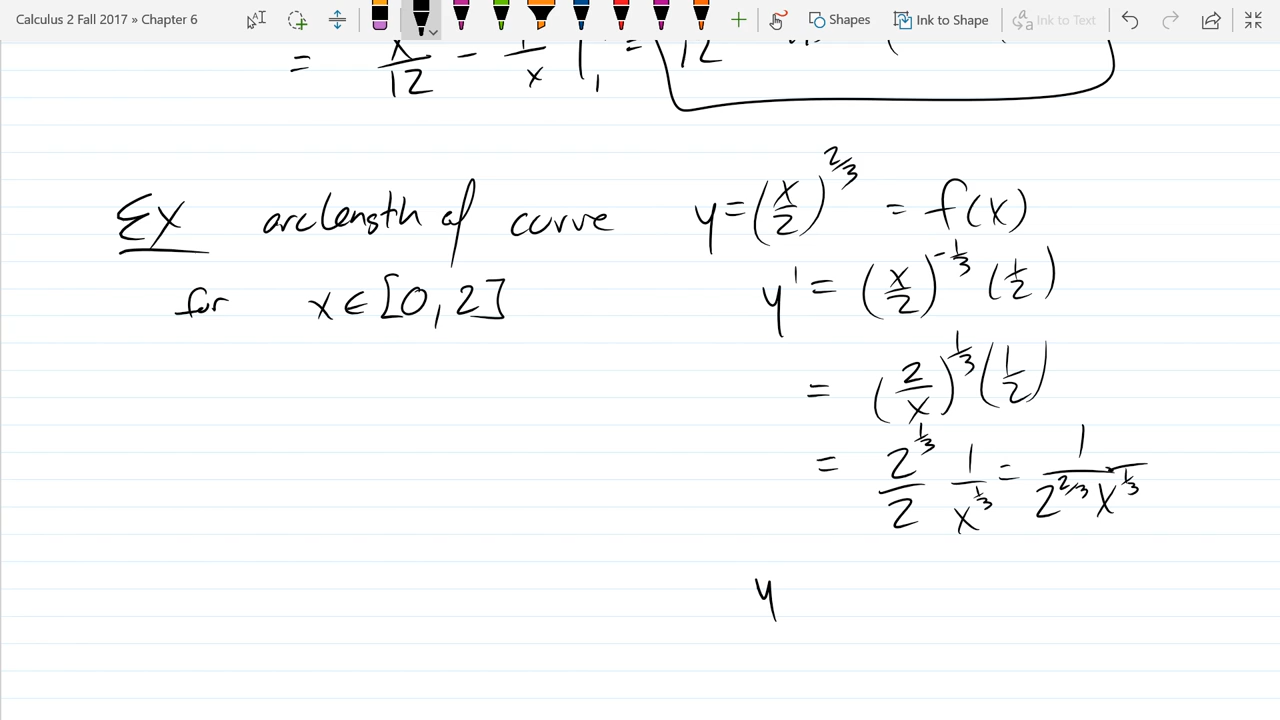 Calculus 2 Fall 2017 » Chapter 6
Shapes
Ink to Shape
Ink to Text
= x/12 - 1/x |₁ = 12
Ex arclength of curve y = (x/2)^(2/3) = f(x)
for x ∈ [0, 2] y' = (x/2)^(-1/3) (1/2)
= (2/x)^(1/3) (1/2)
= 2^(1/3)/2 1/x^(1/3) = 1/(2^(2/3) x^(1/3))
y